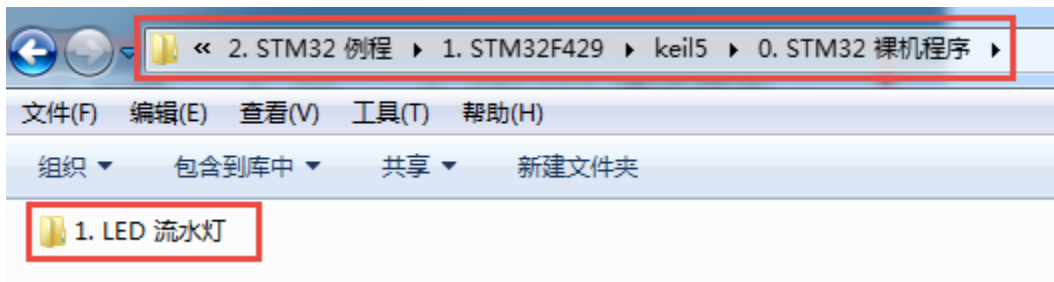 « 2. STM32 例程 ▸ 1. STM32F429 ▸ keil5 ▸ 0. STM32 裸机程序 ▸
文件(F) 编辑(E) 查看(V) 工具(T) 帮助(H)
组织 ▼ 包含到库中 ▼ 共享 ▼ 新建文件夹
1. LED 流水灯